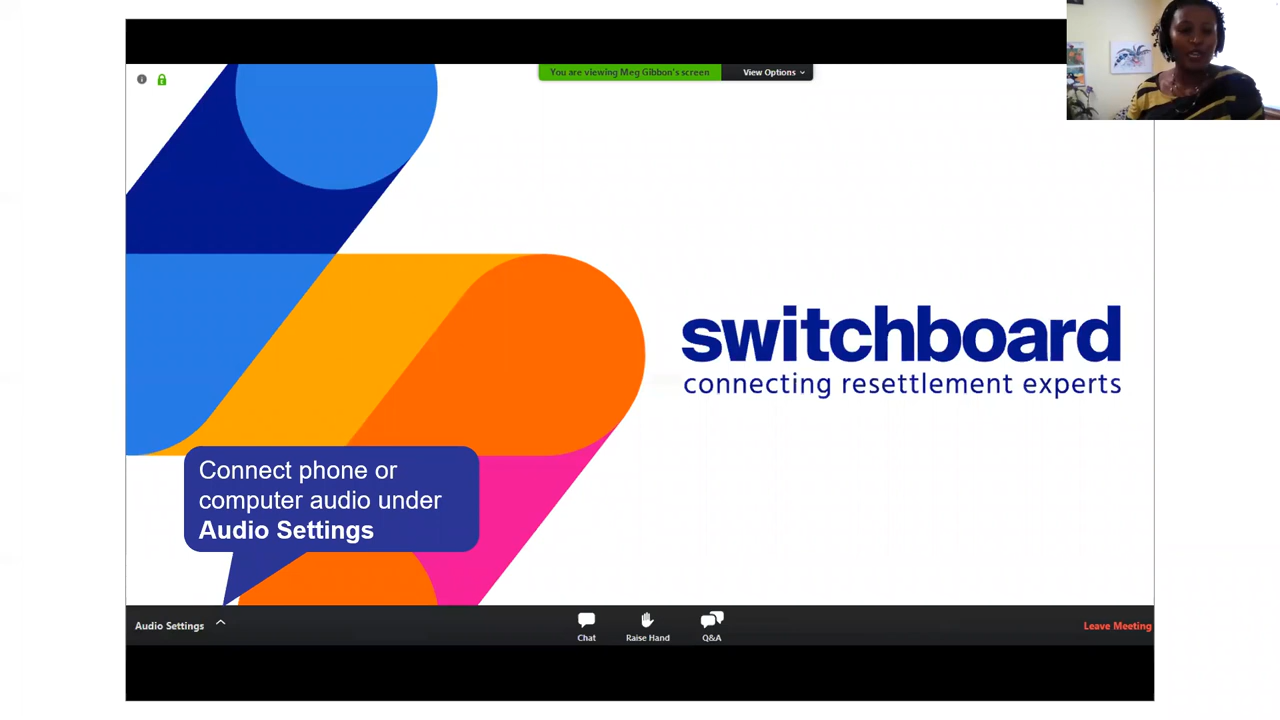 You are viewing Meg Gibbon's screen
View Options
switchboard
connecting resettlement experts
Connect phone or
computer audio under
Audio Settings
Audio Settings
Chat
Raise Hand
Q&A
Leave Meeting